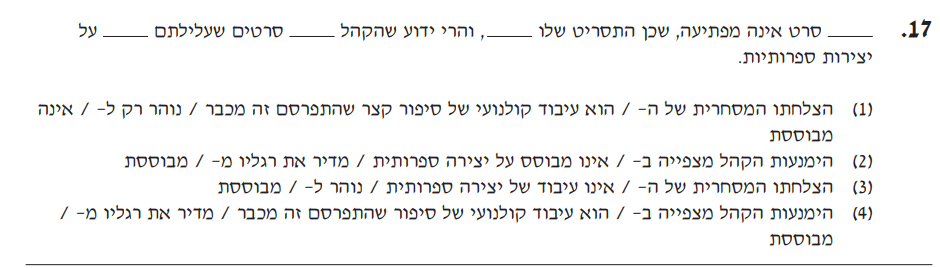 17. _____ סרט אינה מפתיעה, שכן התסריט שלו _____, והרי ידוע שהקהל _____ סרטים שעלילתם _____ על
יצירות ספרותיות.
(1) הצלחתו המסחרית של ה- / הוא עיבוד קולנועי של סיפור קצר שהתפרסם זה מכבר / נוהר רק ל- / אינה
מבוססת
(2) הימנעות הקהל מצפייה ב- / אינו מבוסס על יצירה ספרותית / מדיר את רגליו מ- / מבוססת
(3) הצלחתו המסחרית של ה- / אינו עיבוד של יצירה ספרותית / נוהר ל- / מבוססת
(4) הימנעות הקהל מצפייה ב- / הוא עיבוד קולנועי של סיפור שהתפרסם זה מכבר / מדיר את רגליו מ- /
מבוססת